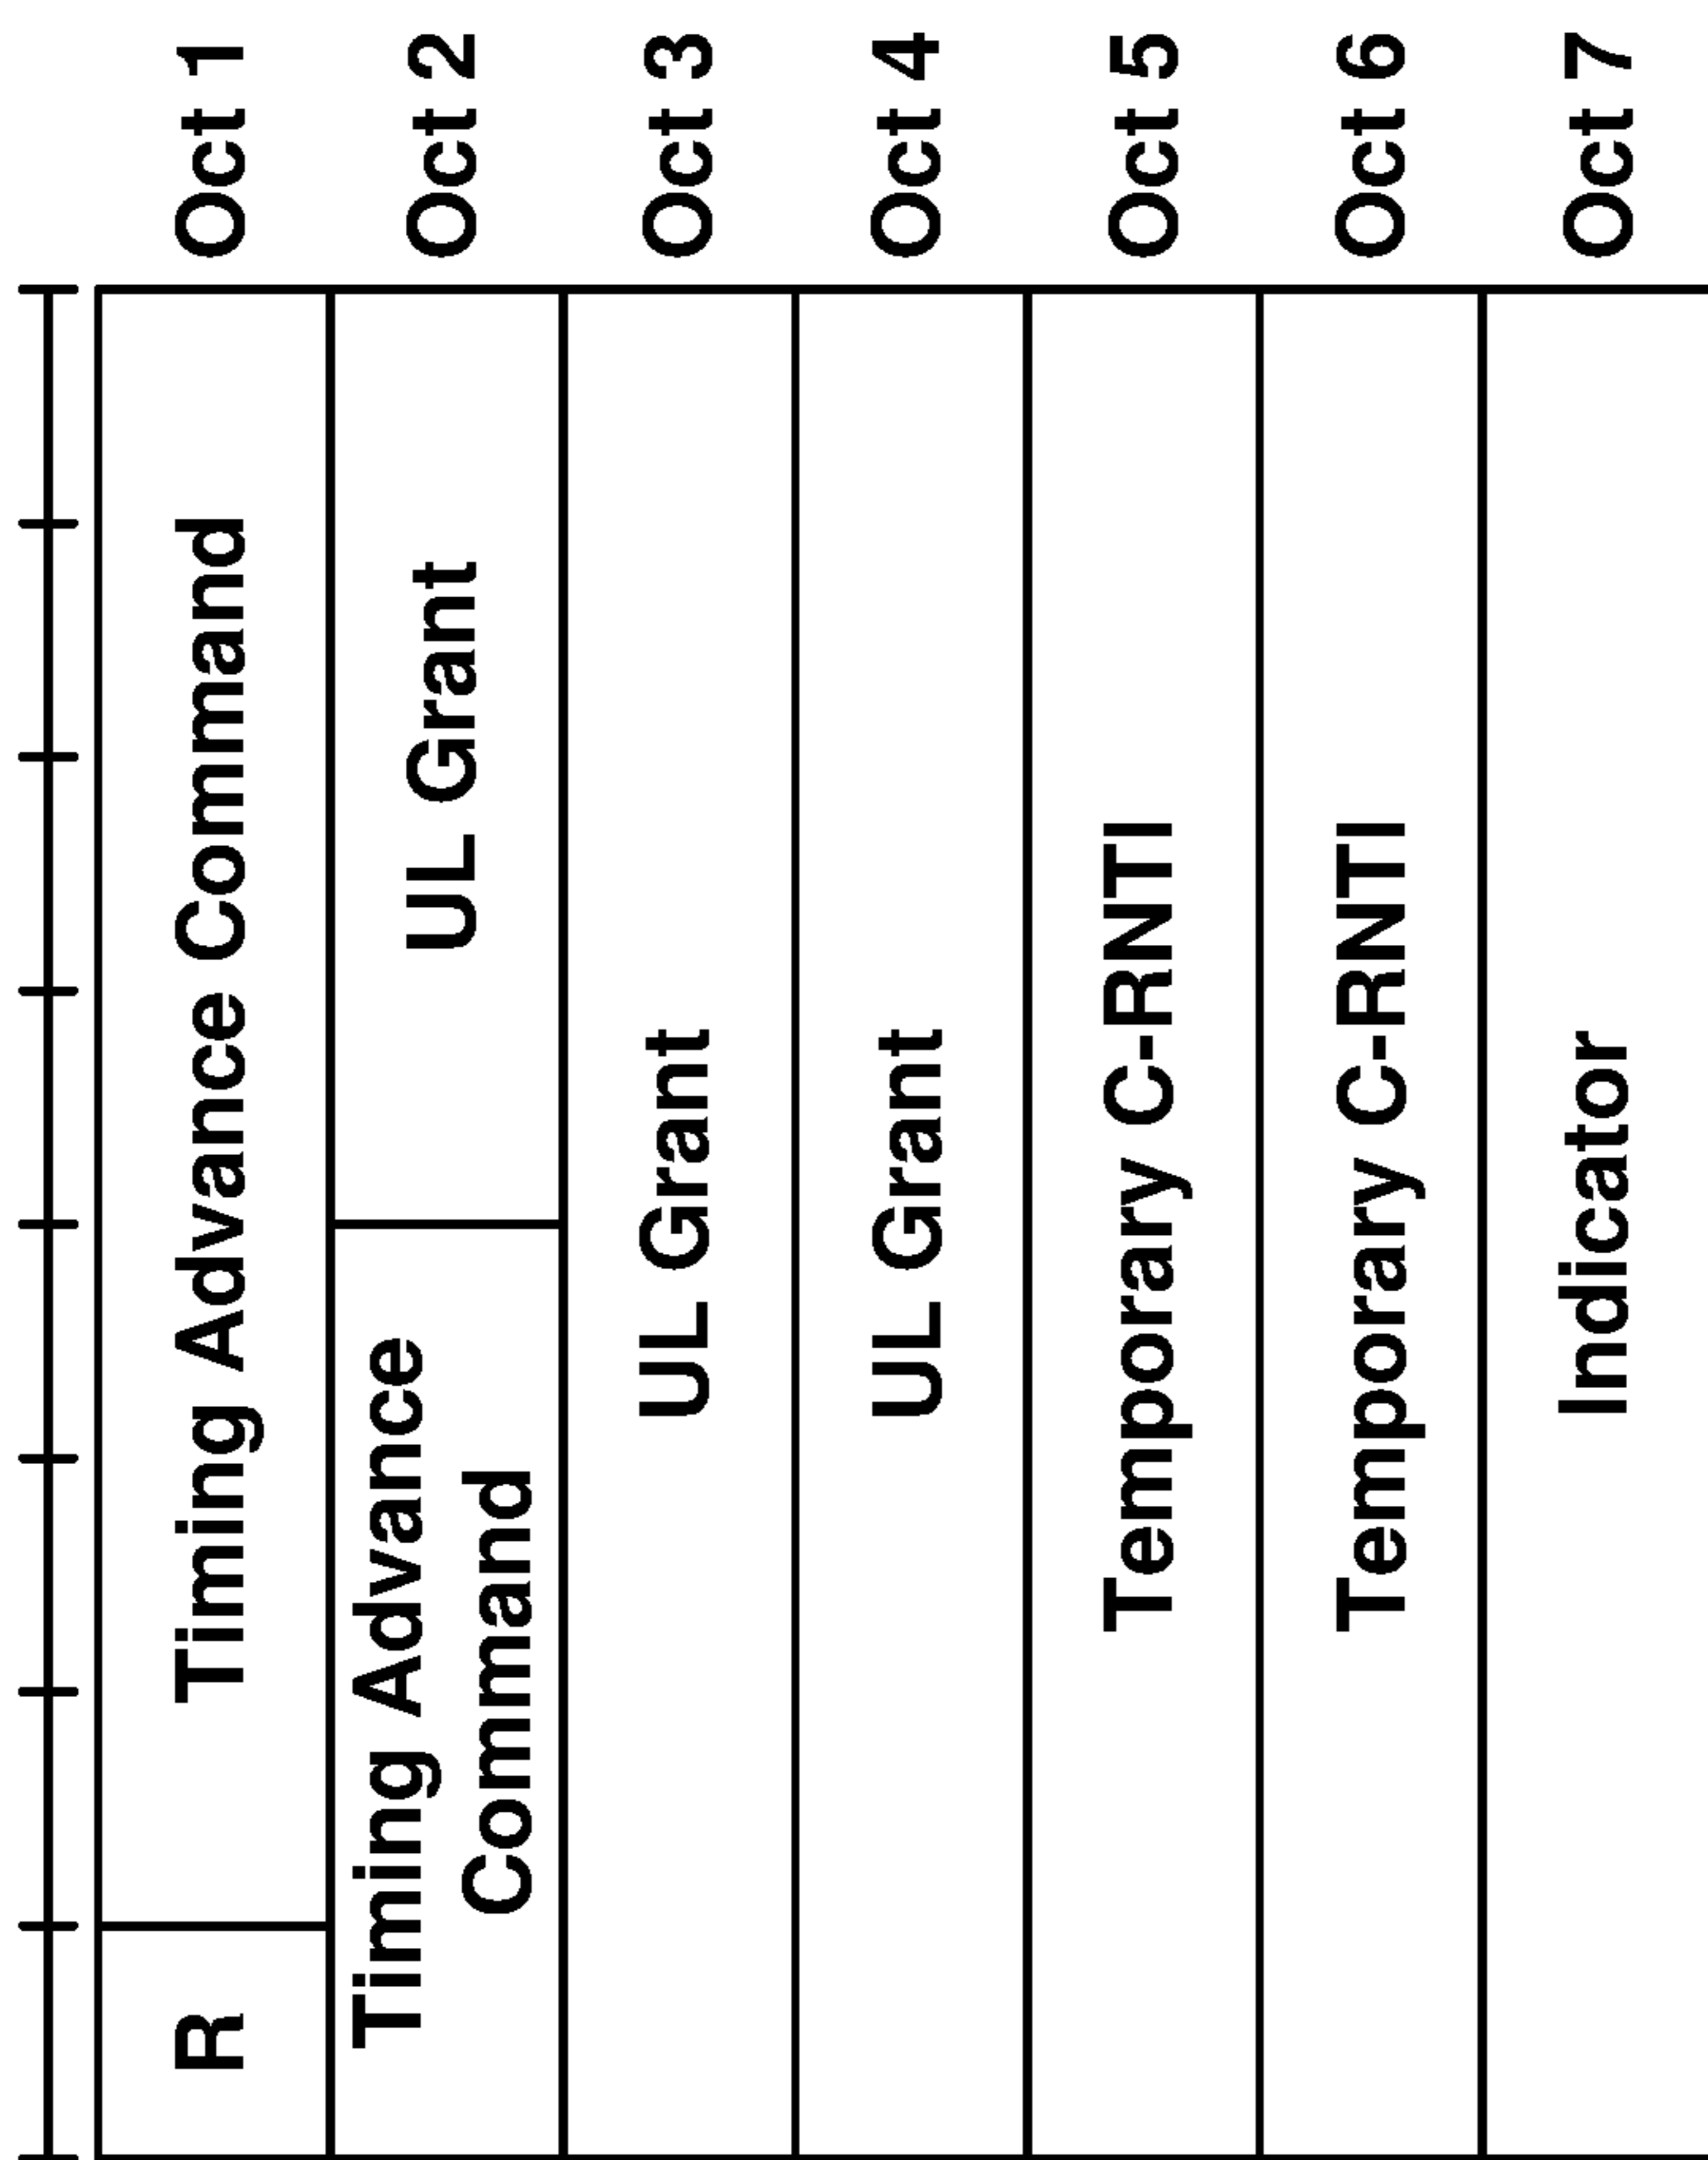 R Timing Advance Command Oct 1
Timing Advance
Command
UL Grant Oct 2
UL Grant Oct 3
UL Grant Oct 4
Temporary C-RNTI Oct 5
Temporary C-RNTI Oct 6
Indicator Oct 7